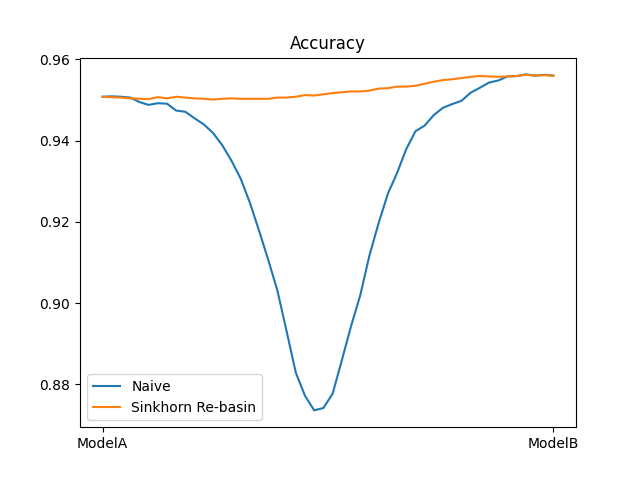 Accuracy
0.96
0.94
0.92
0.90
0.88
Naive
Sinkhorn Re-basin
ModelA
ModelB